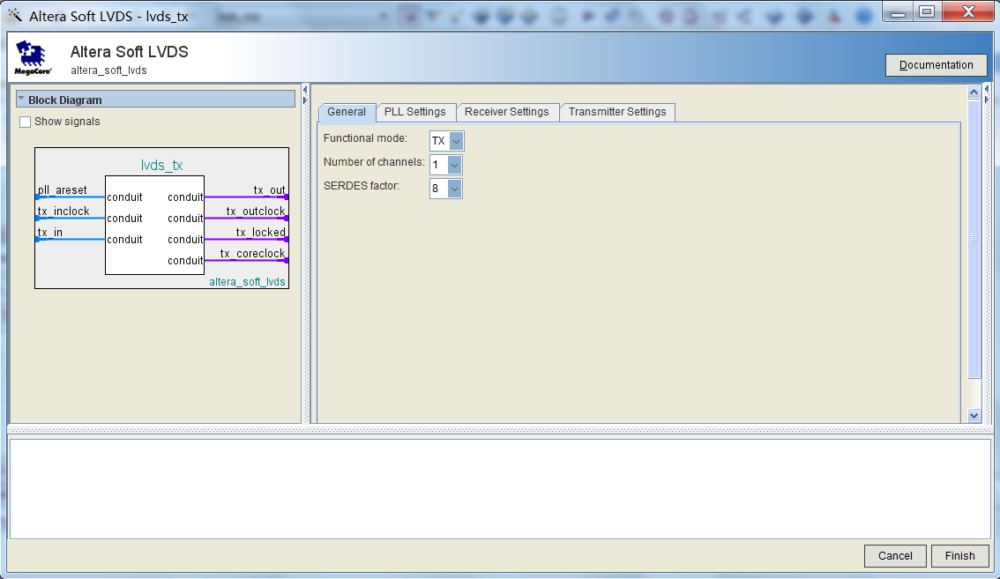 Altera Soft LVDS - lvds_tx
MegaCore®
Altera Soft LVDS
altera_soft_lvds
Documentation
Block Diagram
Show signals
lvds_tx
pll_areset
conduit
conduit
tx_out
tx_inclock
conduit
conduit
tx_outclock
tx_in
conduit
conduit
tx_locked
conduit
tx_coreclock
altera_soft_lvds
General
PLL Settings
Receiver Settings
Transmitter Settings
Functional mode:
TX
Number of channels:
1
SERDES factor:
8
Cancel
Finish